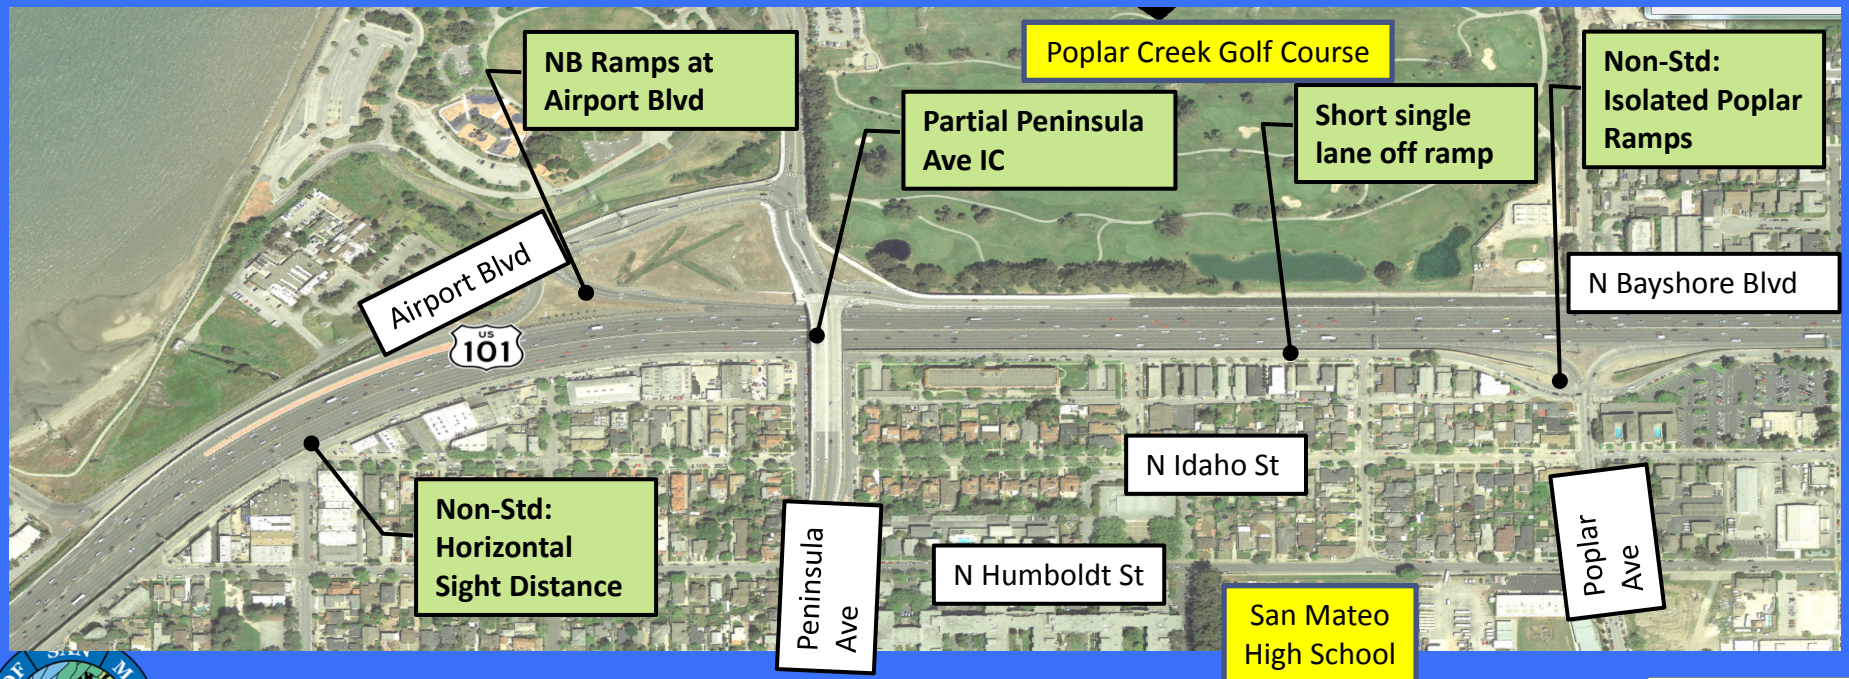 Poplar Creek Golf Course
NB Ramps at
Airport Blvd
Partial Peninsula
Ave IC
Short single
lane off ramp
Non-Std:
Isolated Poplar
Ramps
Airport Blvd
US
101
N Bayshore Blvd
N Idaho St
Non-Std:
Horizontal
Sight Distance
Peninsula
Ave
N Humboldt St
Poplar
Ave
San Mateo
High School
OF SAN M